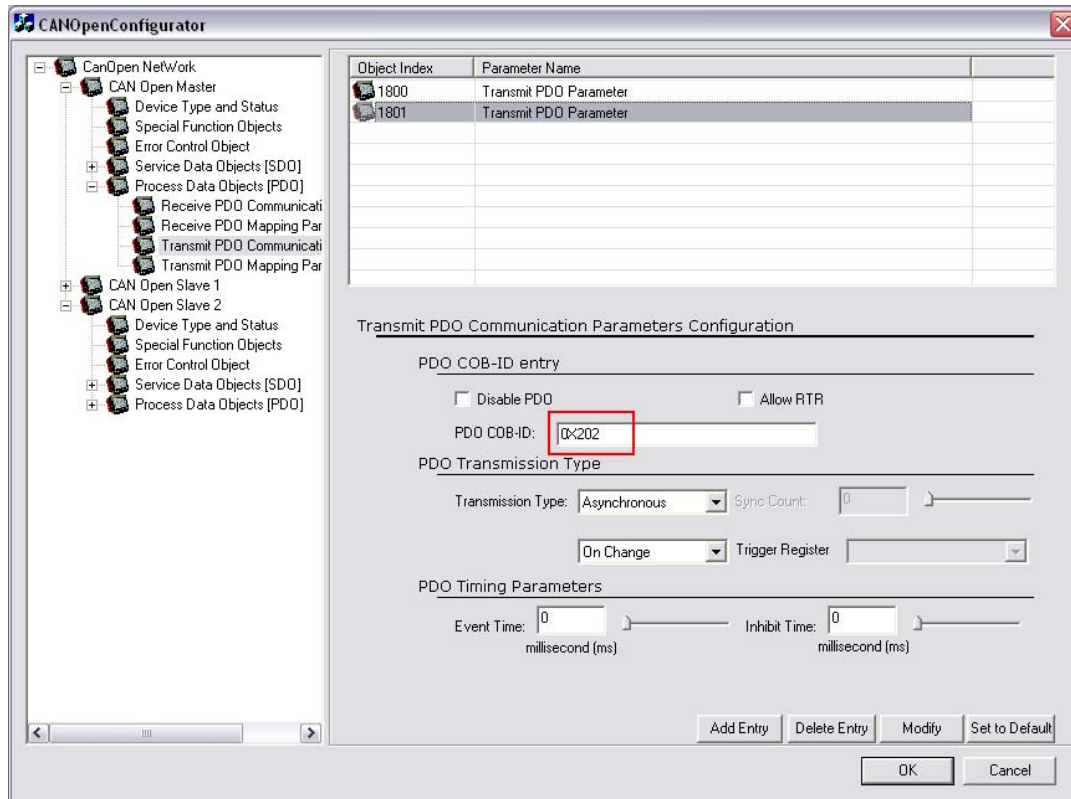 CANOpenConfigurator
CanOpen NetWork
CAN Open Master
Device Type and Status
Special Function Objects
Error Control Object
Service Data Objects [SDO]
Process Data Objects [PDO]
Receive PDO Communicati
Receive PDO Mapping Par
Transmit PDO Communicati
Transmit PDO Mapping Par
CAN Open Slave 1
CAN Open Slave 2
Device Type and Status
Special Function Objects
Error Control Object
Service Data Objects [SDO]
Process Data Objects [PDO]
Object Index Parameter Name
1800 Transmit PDO Parameter
1801 Transmit PDO Parameter
Transmit PDO Communication Parameters Configuration
PDO COB-ID entry
Disable PDO Allow RTR
PDO COB-ID: 0X202
PDO Transmission Type
Transmission Type: Asynchronous Sync Count: 0
On Change Trigger Register
PDO Timing Parameters
Event Time: 0 Inhibit Time: 0
millisecond (ms) millisecond (ms)
Add Entry Delete Entry Modify Set to Default
OK Cancel